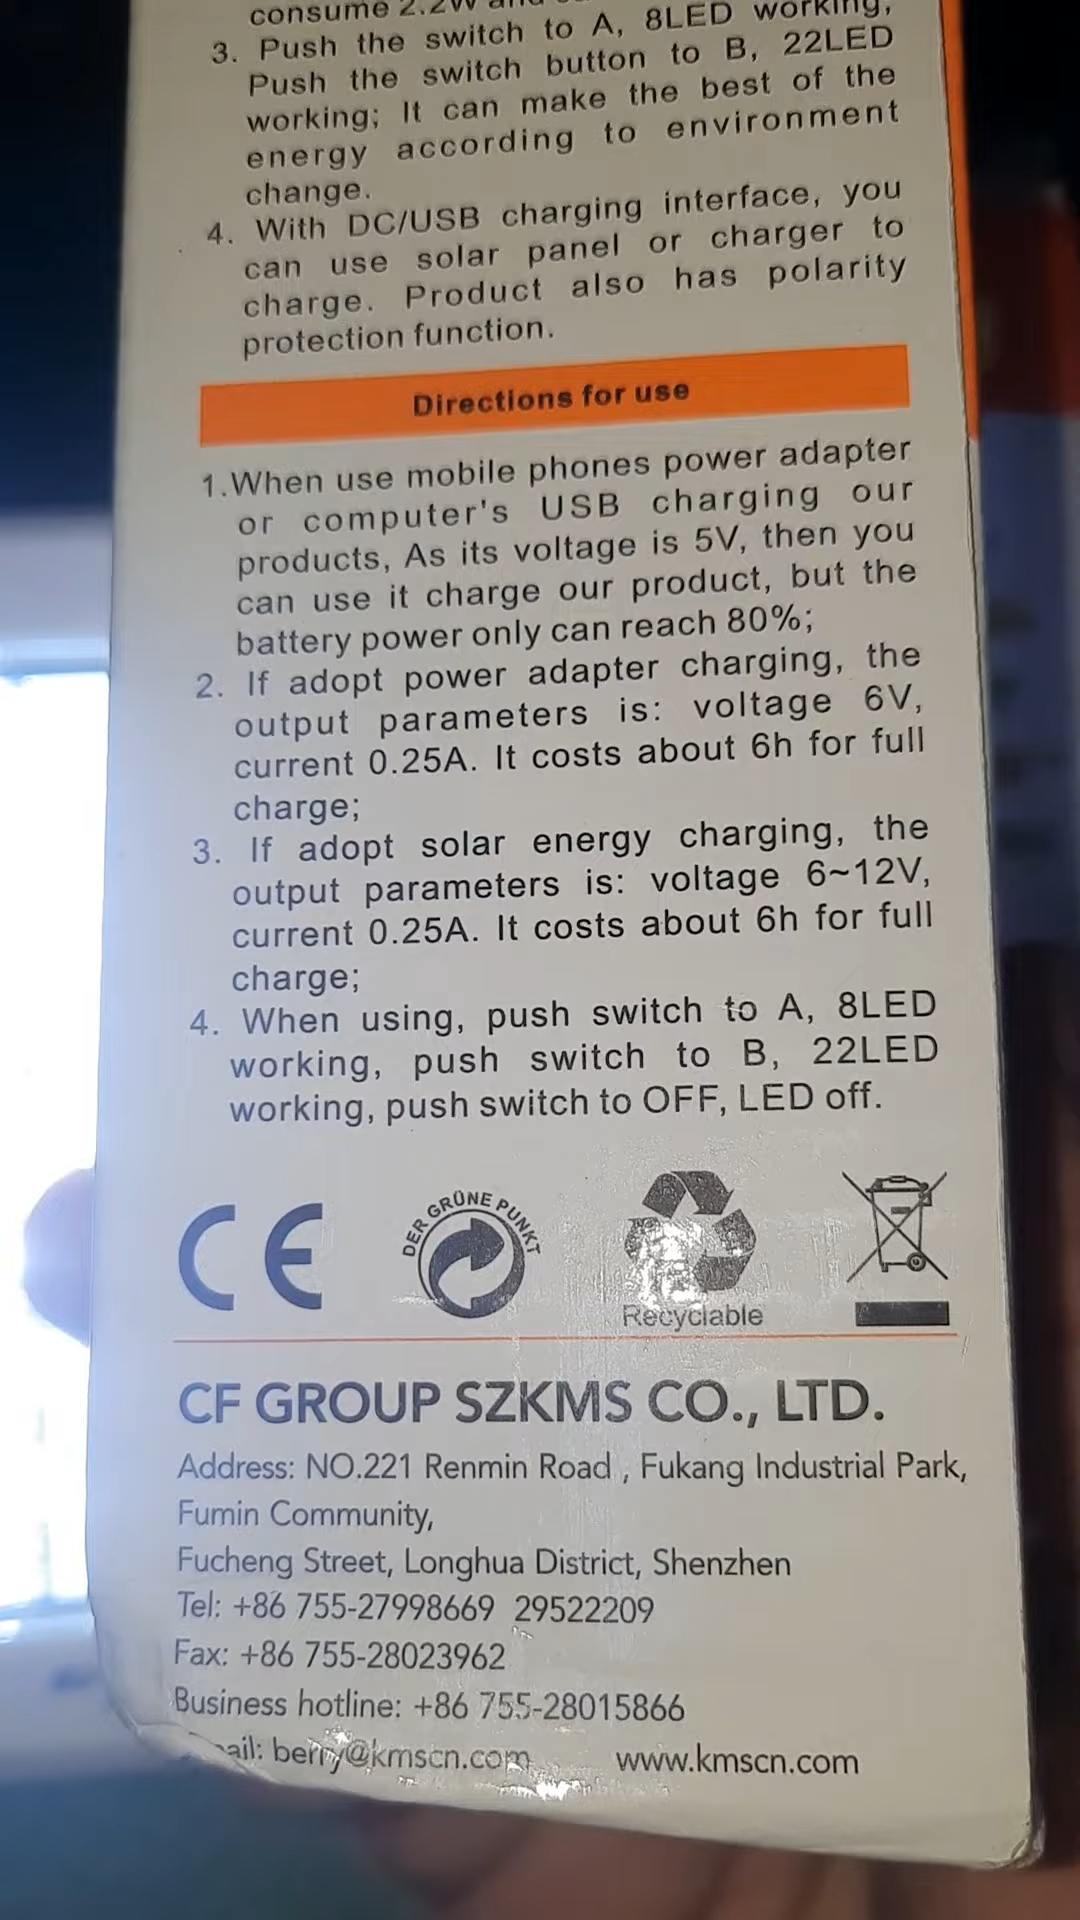 consume 2.2W and
3. Push the switch to A, 8LED working,
Push the switch button to B, 22LED
working; It can make the best of the
energy according to environment
change.
4. With DC/USB charging interface, you
can use solar panel or charger to
charge. Product also has polarity
protection function.
Directions for use
1.When use mobile phones power adapter
or computer's USB charging our
products, As its voltage is 5V, then you
can use it charge our product, but the
battery power only can reach 80%;
2. If adopt power adapter charging, the
output parameters is: voltage 6V,
current 0.25A. It costs about 6h for full
charge;
3. If adopt solar energy charging, the
output parameters is: voltage 6~12V,
current 0.25A. It costs about 6h for full
charge;
4. When using, push switch to A, 8LED
working, push switch to B, 22LED
working, push switch to OFF, LED off.
CE
DER GRÜNE PUNKT
Recyclable
CF GROUP SZKMS CO., LTD.
Address: NO.221 Renmin Road , Fukang Industrial Park,
Fumin Community,
Fucheng Street, Longhua District, Shenzhen
Tel: +86 755-27998669 29522209
Fax: +86 755-28023962
Business hotline: +86 755-28015866
ail: berry@kmscn.com www.kmscn.com